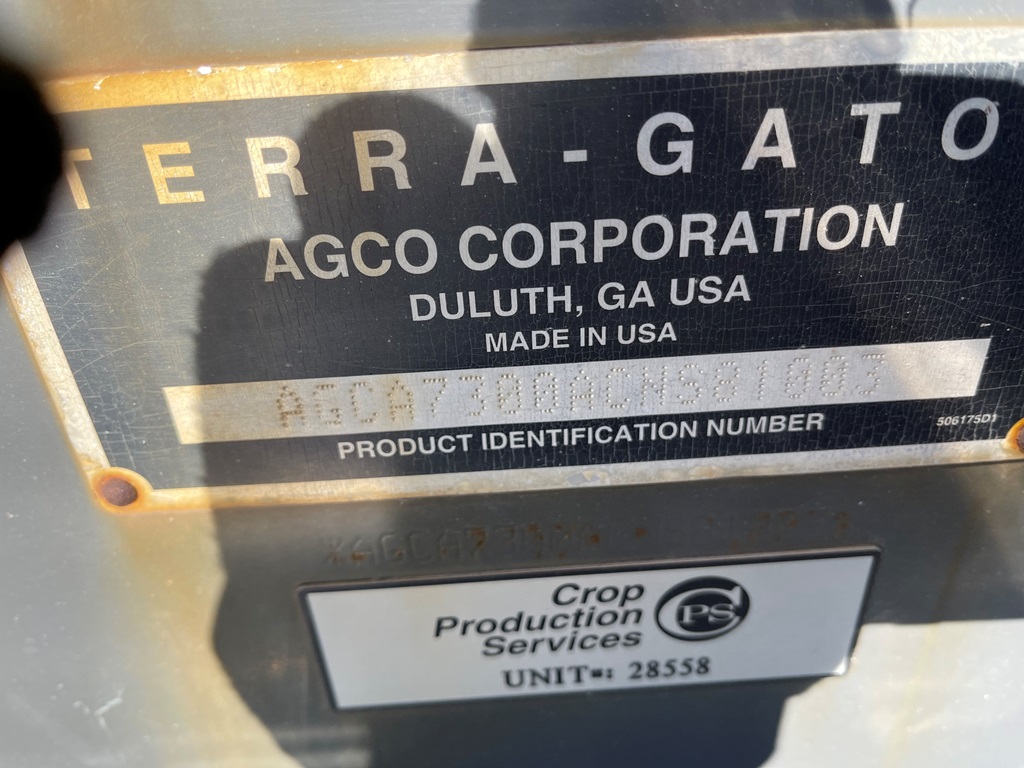 TERRA-GATO
AGCO CORPORATION
DULUTH, GA USA
MADE IN USA
AGCA7300ACNS01003
PRODUCT IDENTIFICATION NUMBER
506175D1
Crop
Production
Services
CPS
UNIT#: 28558